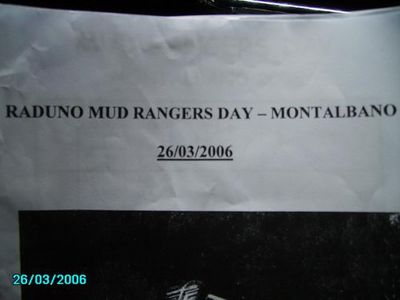 RADUNO MUD RANGERS DAY – MONTALBANO
26/03/2006
26/03/2006